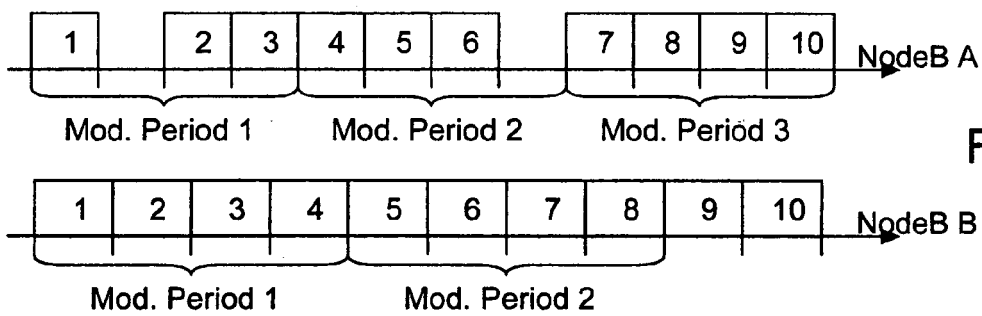 1 2 3 4 5 6 7 8 9 10 NodeB A
Mod. Period 1 Mod. Period 2 Mod. Period 3
1 2 3 4 5 6 7 8 9 10 NodeB B
Mod. Period 1 Mod. Period 2